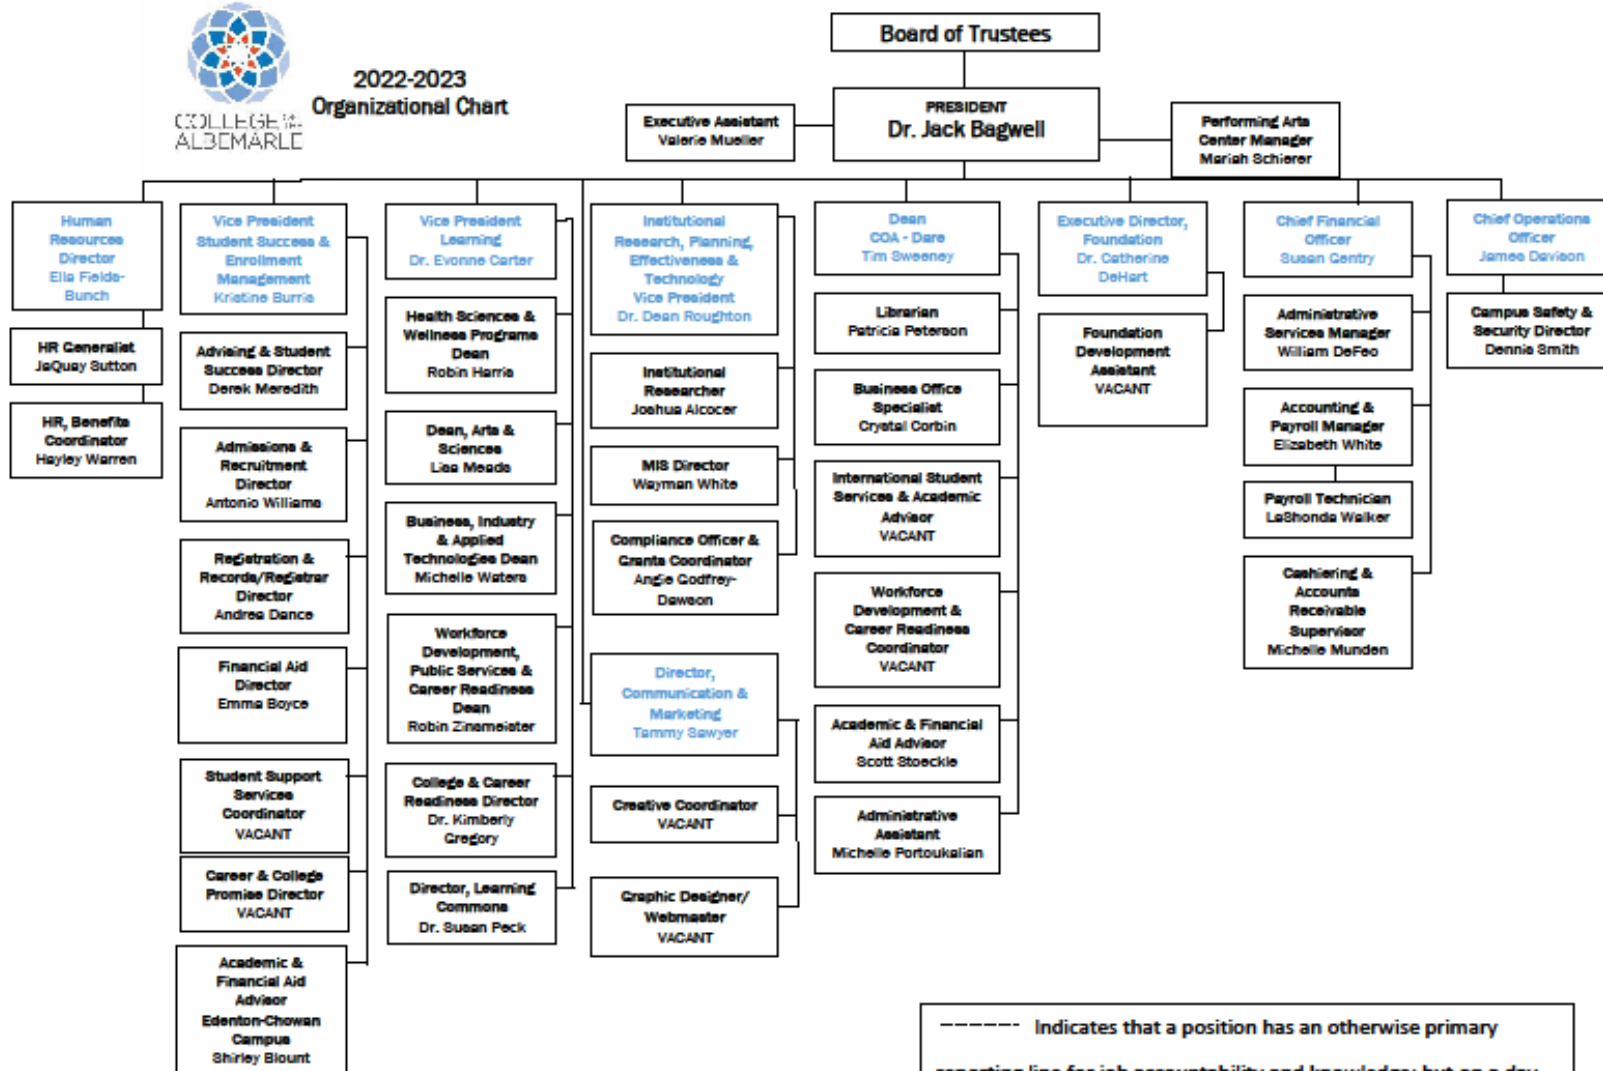 COLLEGE OF THE
ALBEMARLE
2022-2023
Organizational Chart
Board of Trustees
PRESIDENT
Dr. Jack Bagwell
Executive Assistant
Valerie Mueller
Performing Arts
Center Manager
Mariah Schierer
Human
Resources
Director
Ella Fields-
Bunch
HR Generalist
JaQuay Sutton
HR, Benefits
Coordinator
Hayley Warren
Vice President
Student Success &
Enrollment
Management
Kristine Burris
Advising & Student
Success Director
Derek Meredith
Admissions &
Recruitment
Director
Antonio Williams
Registration &
Records/Registrar
Director
Andrea Dance
Financial Aid
Director
Emma Boyce
Student Support
Services
Coordinator
VACANT
Career & College
Promise Director
VACANT
Academic &
Financial Aid
Advisor
Edenton-Chowan
Campus
Shirley Blount
Vice President
Learning
Dr. Evonne Carter
Health Sciences &
Wellness Programs
Dean
Robin Harris
Dean, Arts &
Sciences
Lisa Meads
Business, Industry
& Applied
Technologies Dean
Michelle Waters
Workforce
Development,
Public Services &
Career Readiness
Dean
Robin Zinsmeister
College & Career
Readiness Director
Dr. Kimberly
Gregory
Director, Learning
Commons
Dr. Susan Peck
Institutional
Research, Planning,
Effectiveness &
Technology
Vice President
Dr. Dean Roughton
Institutional
Researcher
Joshua Alcocer
MIS Director
Wayman White
Compliance Officer &
Grants Coordinator
Angie Godfrey-
Dawson
Director,
Communication &
Marketing
Tammy Sawyer
Creative Coordinator
VACANT
Graphic Designer/
Webmaster
VACANT
Dean
COA - Dare
Tim Sweeney
Librarian
Patricia Peterson
Business Office
Specialist
Crystal Corbin
International Student
Services & Academic
Advisor
VACANT
Workforce
Development &
Career Readiness
Coordinator
VACANT
Academic & Financial
Aid Advisor
Scott Stoeckle
Administrative
Assistant
Michelle Portoukalian
Executive Director,
Foundation
Dr. Catherine
DeHart
Foundation
Development
Assistant
VACANT
Chief Financial
Officer
Susan Gentry
Administrative
Services Manager
William DeFeo
Accounting &
Payroll Manager
Elizabeth White
Payroll Technician
LaShonda Walker
Cashiering &
Accounts
Receivable
Supervisor
Michelle Munden
Chief Operations
Officer
James Davison
Campus Safety &
Security Director
Dennis Smith
------- Indicates that a position has an otherwise primary
reporting line for job accountability and knowledge; but on a day